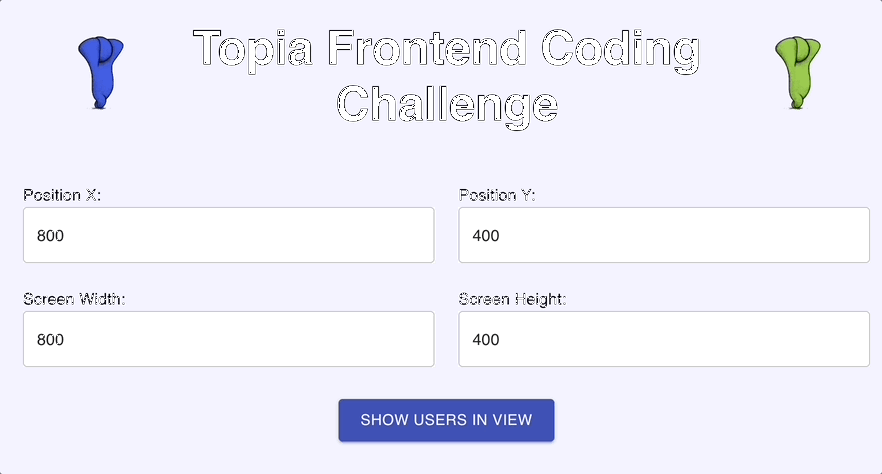 Topia Frontend Coding
Challenge
Position X:
Position Y:
800
400
Screen Width:
Screen Height:
800
400
SHOW USERS IN VIEW